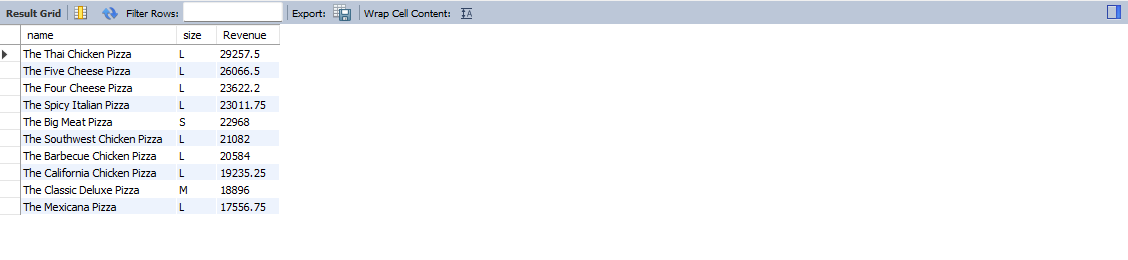 Result Grid Filter Rows: Export: Wrap Cell Content: IA
name size Revenue
The Thai Chicken Pizza L 29257.5
The Five Cheese Pizza L 26066.5
The Four Cheese Pizza L 23622.2
The Spicy Italian Pizza L 23011.75
The Big Meat Pizza S 22968
The Southwest Chicken Pizza L 21082
The Barbecue Chicken Pizza L 20584
The California Chicken Pizza L 19235.25
The Classic Deluxe Pizza M 18896
The Mexicana Pizza L 17556.75